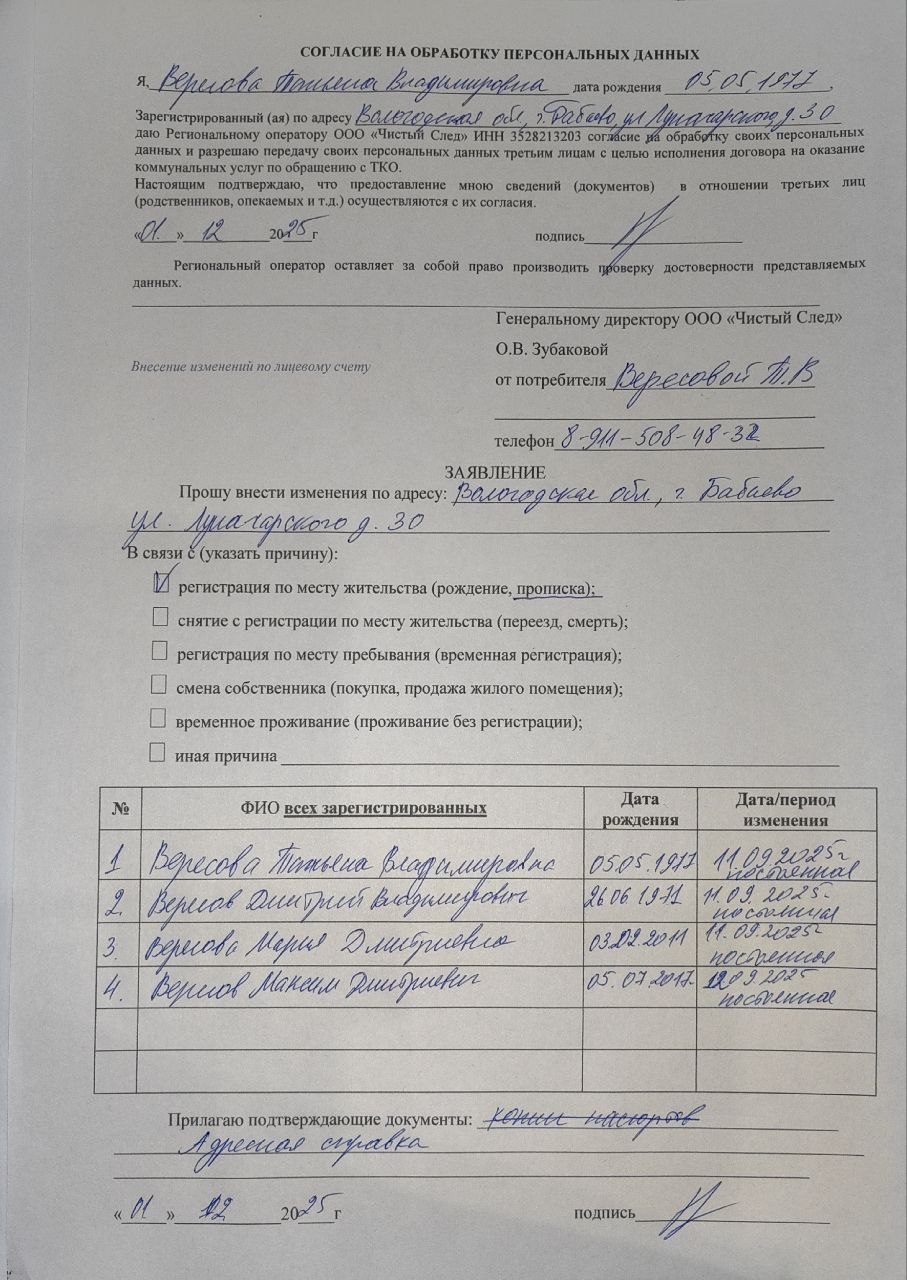 СОГЛАСИЕ НА ОБРАБОТКУ ПЕРСОНАЛЬНЫХ ДАННЫХ
Я, Вересова Татьяна Владимировна дата рождения 05.05.1977,
Зарегистрированный (ая) по адресу Вологодская обл, г. Бабаево, ул Луначарского д. 30
даю Региональному оператору ООО «Чистый След» ИНН 3528213203 согласие на обработку своих персональных
данных и разрешаю передачу своих персональных данных третьим лицам с целью исполнения договора на оказание
коммунальных услуг по обращению с ТКО.
Настоящим подтверждаю, что предоставление мною сведений (документов) в отношении третьих лиц
(родственников, опекаемых и т.д.) осуществляются с их согласия.
«01.» 12 2025г подпись
Региональный оператор оставляет за собой право производить проверку достоверности представляемых
данных.
Генеральному директору ООО «Чистый След»
О.В. Зубаковой
Внесение изменений по лицевому счету
от потребителя Вересовой Т.В
телефон 8-911-508-48-32
ЗАЯВЛЕНИЕ
Прошу внести изменения по адресу: Вологодская обл., г. Бабаево
ул. Луначарского д. 30
В связи с (указать причину):
регистрация по месту жительства (рождение, прописка);
снятие с регистрации по месту жительства (переезд, смерть);
регистрация по месту пребывания (временная регистрация);
смена собственника (покупка, продажа жилого помещения);
временное проживание (проживание без регистрации);
иная причина
№ ФИО всех зарегистрированных Дата рождения Дата/период изменения
1 Вересова Татьяна Владимировна 05.05.1977 11.09.2025г постоянная
2. Вересов Дмитрий Владимирович 26.06.1971 11.09.2025г. постоянная
3. Вересова Мария Дмитриевна 03.02.2011 11.09.2025г постоянная
4. Вересов Максим Дмитриевич 05.07.2017г. 12.09.2025 постоянная
Прилагаю подтверждающие документы: копии паспортов
Адресная справка
«01» 12 2025г подпись